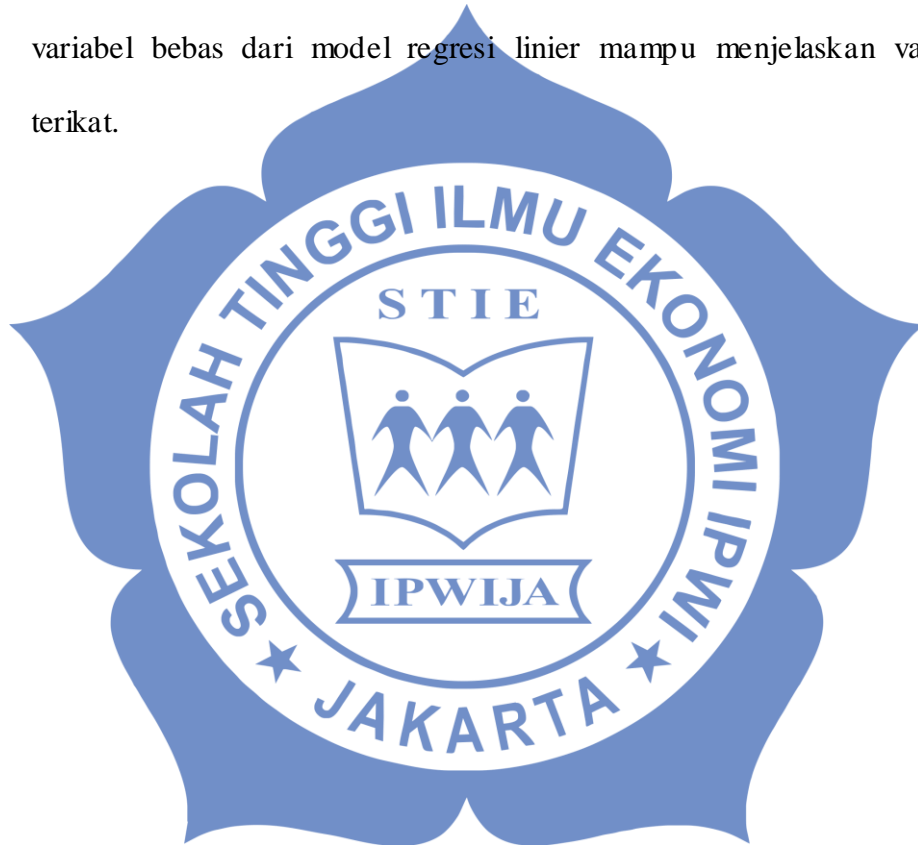 variabel bebas dari model regresi linier mampu menjelaskan va
terikat.
SEKOLAH TINGGI ILMU EKONOMI IPWI
STIE
IPWIJA
JAKARTA